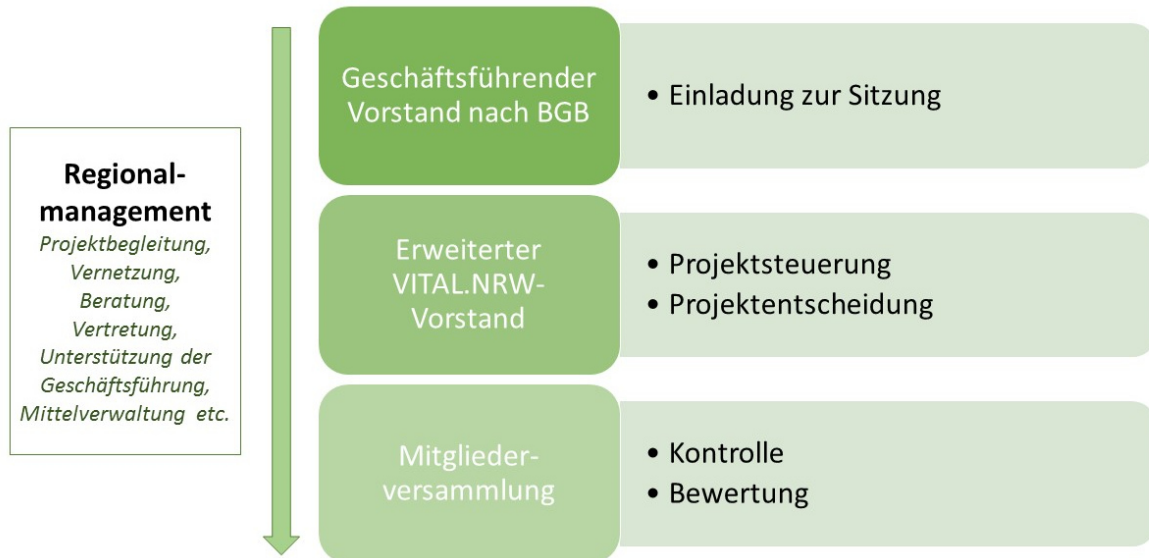 Regional-
management
Projektbegleitung,
Vernetzung,
Beratung,
Vertretung,
Unterstützung der
Geschäftsführung,
Mittelverwaltung etc.
Geschäftsführender
Vorstand nach BGB
• Einladung zur Sitzung
Erweiterter
VITAL.NRW-
Vorstand
• Projektsteuerung
• Projektentscheidung
Mitglieder-
versammlung
• Kontrolle
• Bewertung